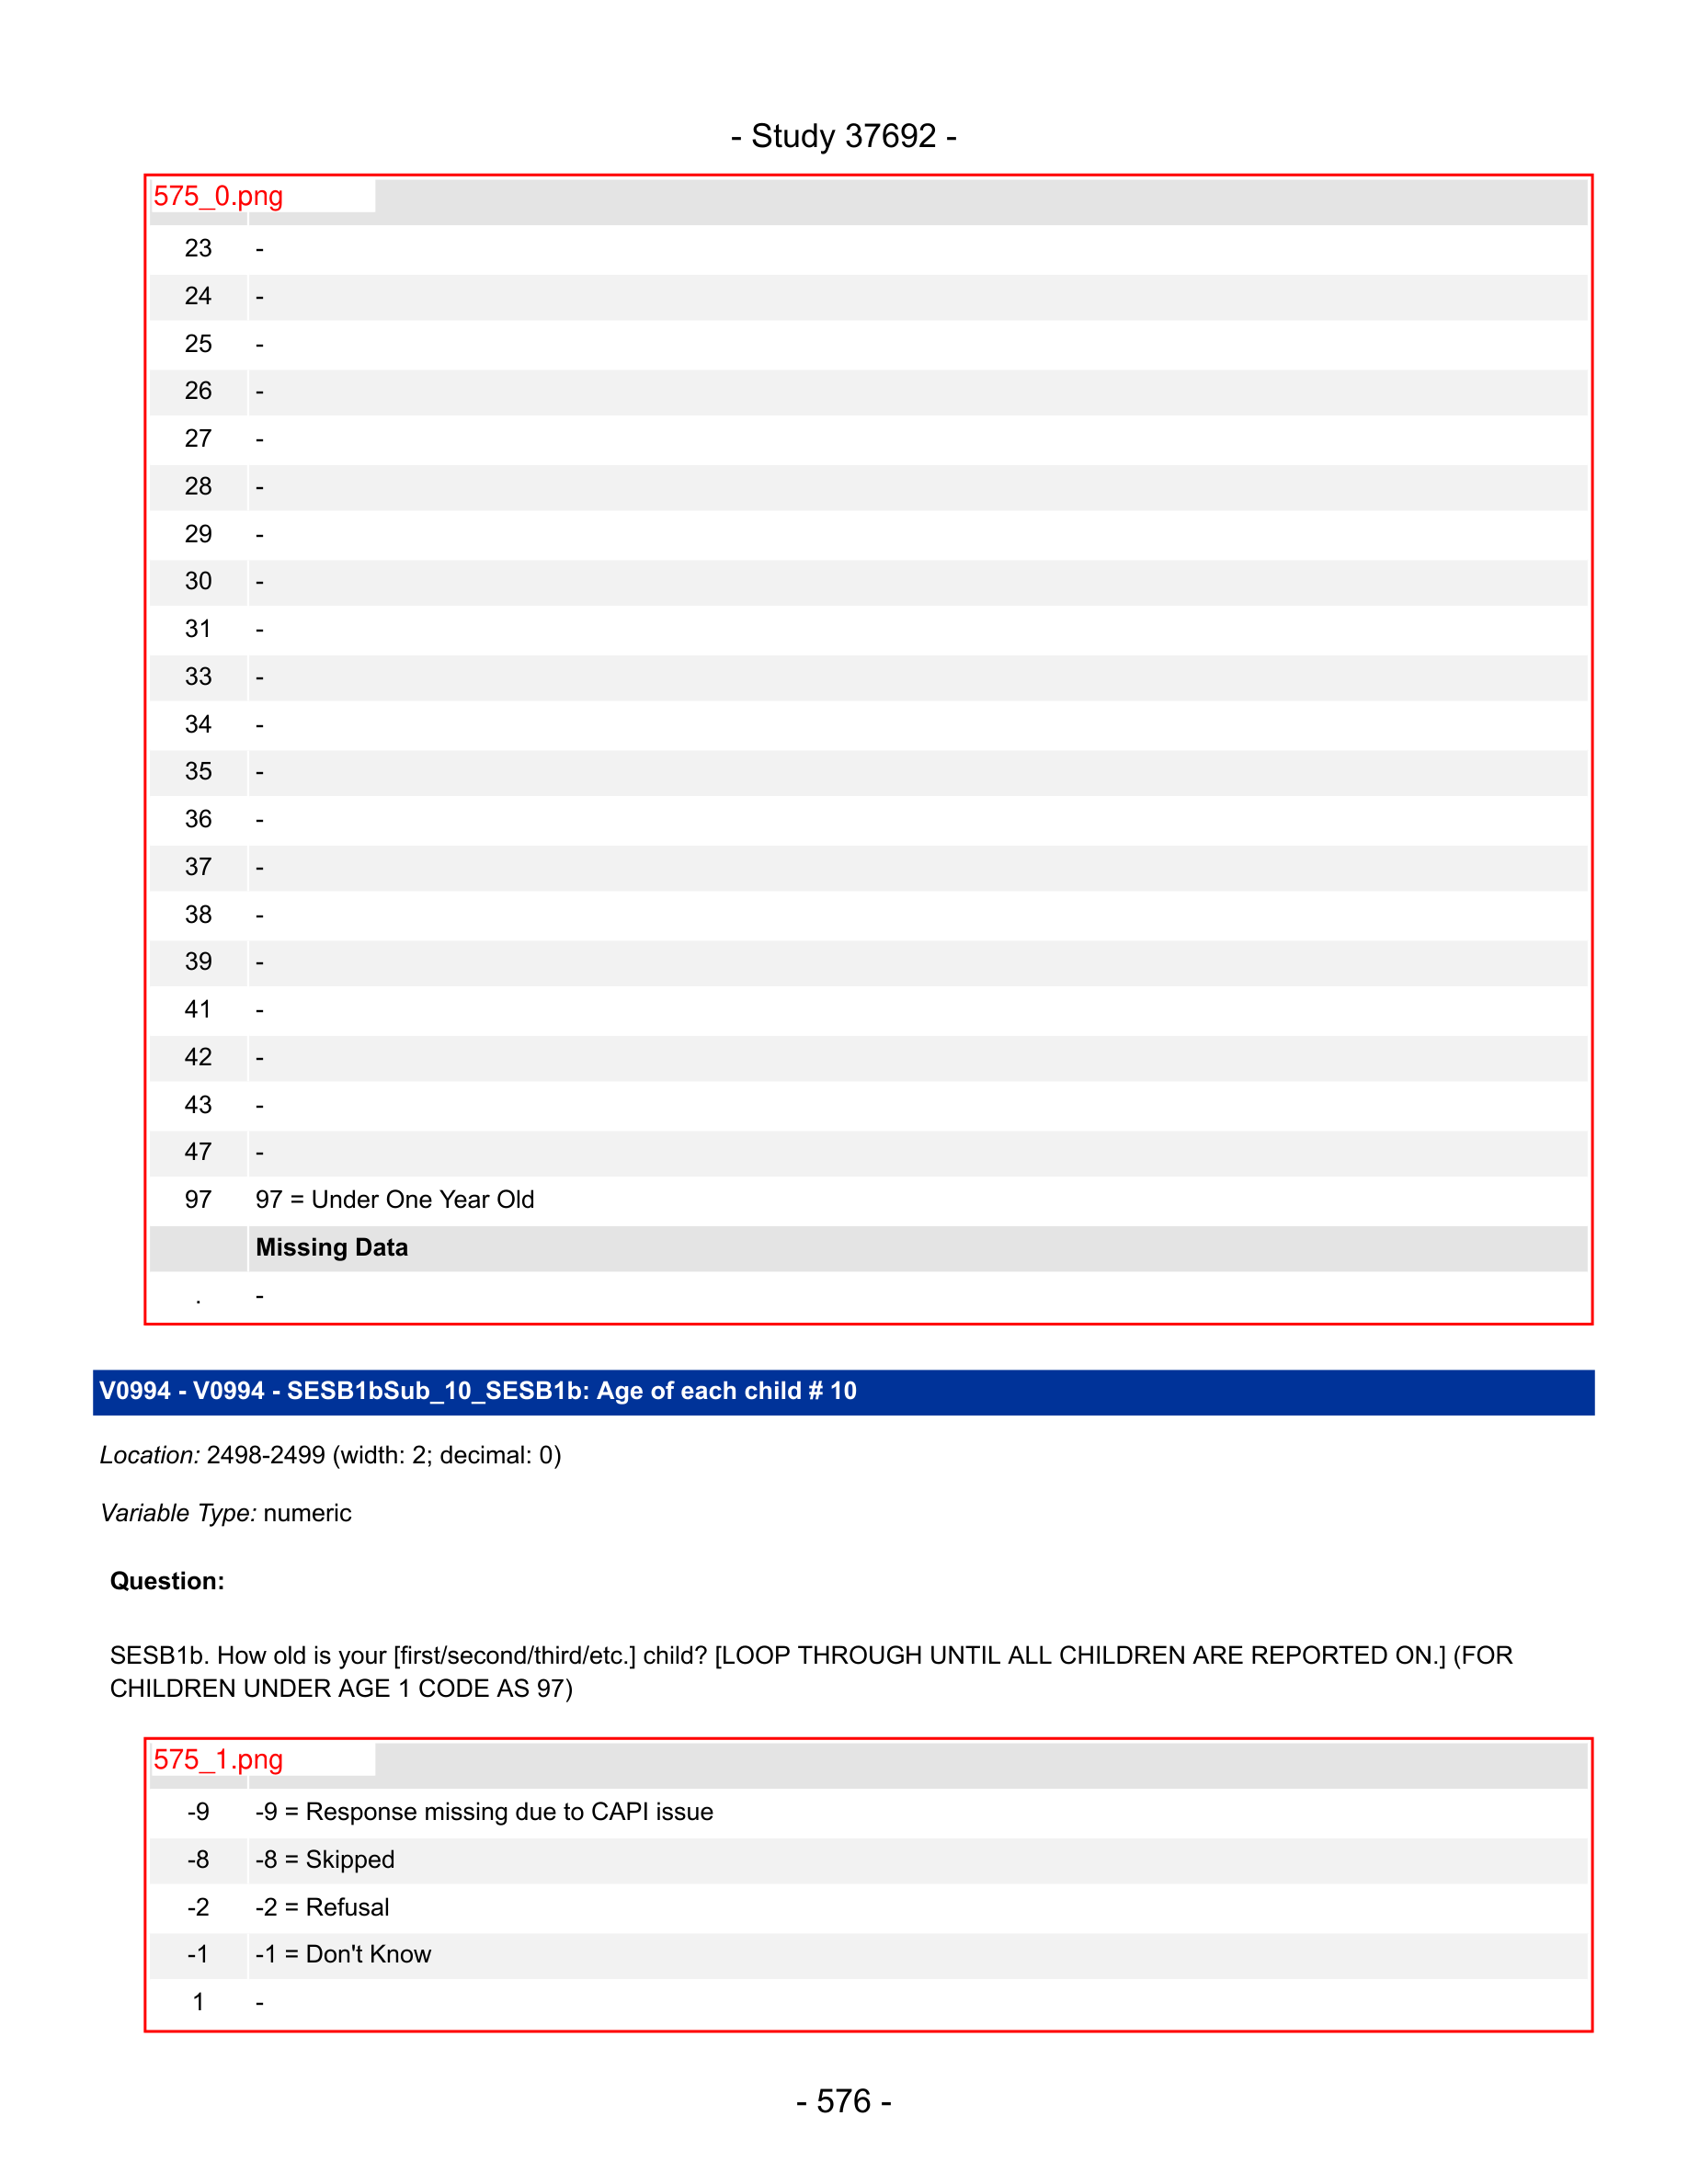 - Study 37692 -
575_0.png
23 -
24 -
25 -
26 -
27 -
28 -
29 -
30 -
31 -
33 -
34 -
35 -
36 -
37 -
38 -
39 -
41 -
42 -
43 -
47 -
97 97 = Under One Year Old
Missing Data
. -
V0994 - V0994 - SESB1bSub_10_SESB1b: Age of each child # 10
Location: 2498-2499 (width: 2; decimal: 0)
Variable Type: numeric
Question:
SESB1b. How old is your [first/second/third/etc.] child? [LOOP THROUGH UNTIL ALL CHILDREN ARE REPORTED ON.] (FOR
CHILDREN UNDER AGE 1 CODE AS 97)
575_1.png
-9 -9 = Response missing due to CAPI issue
-8 -8 = Skipped
-2 -2 = Refusal
-1 -1 = Don't Know
1 -
- 576 -